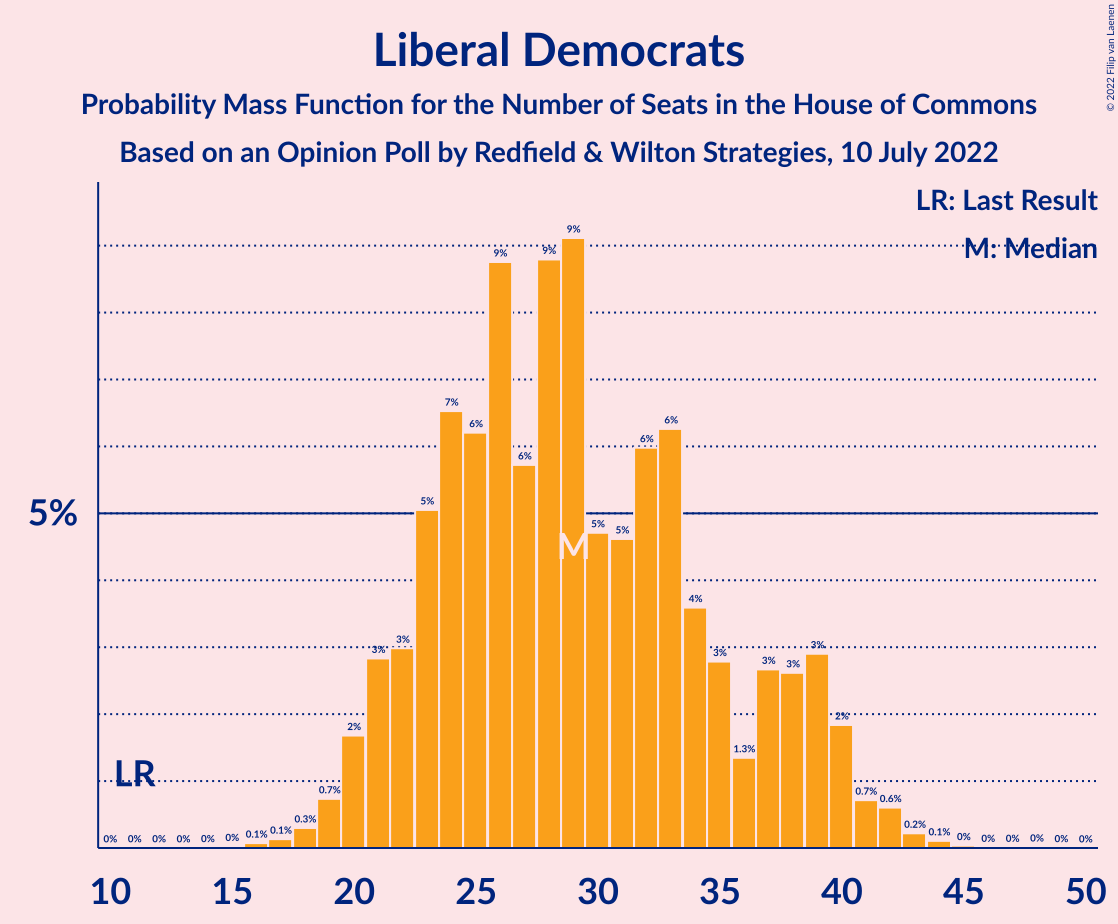 Liberal Democrats
Probability Mass Function for the Number of Seats in the House of Commons
Based on an Opinion Poll by Redfield & Wilton Strategies, 10 July 2022
© 2022 Filip van Laenen
LR: Last Result
M: Median
5%
LR
M
0% 0% 0% 0% 0% 0% 0.1% 0.1% 0.3% 0.7% 2% 3% 3% 5% 7% 6% 9% 6% 9% 9% 5% 5% 6% 6% 4% 3% 1.3% 3% 3% 3% 2% 0.7% 0.6% 0.2% 0.1% 0% 0% 0% 0% 0% 0%
10 15 20 25 30 35 40 45 50